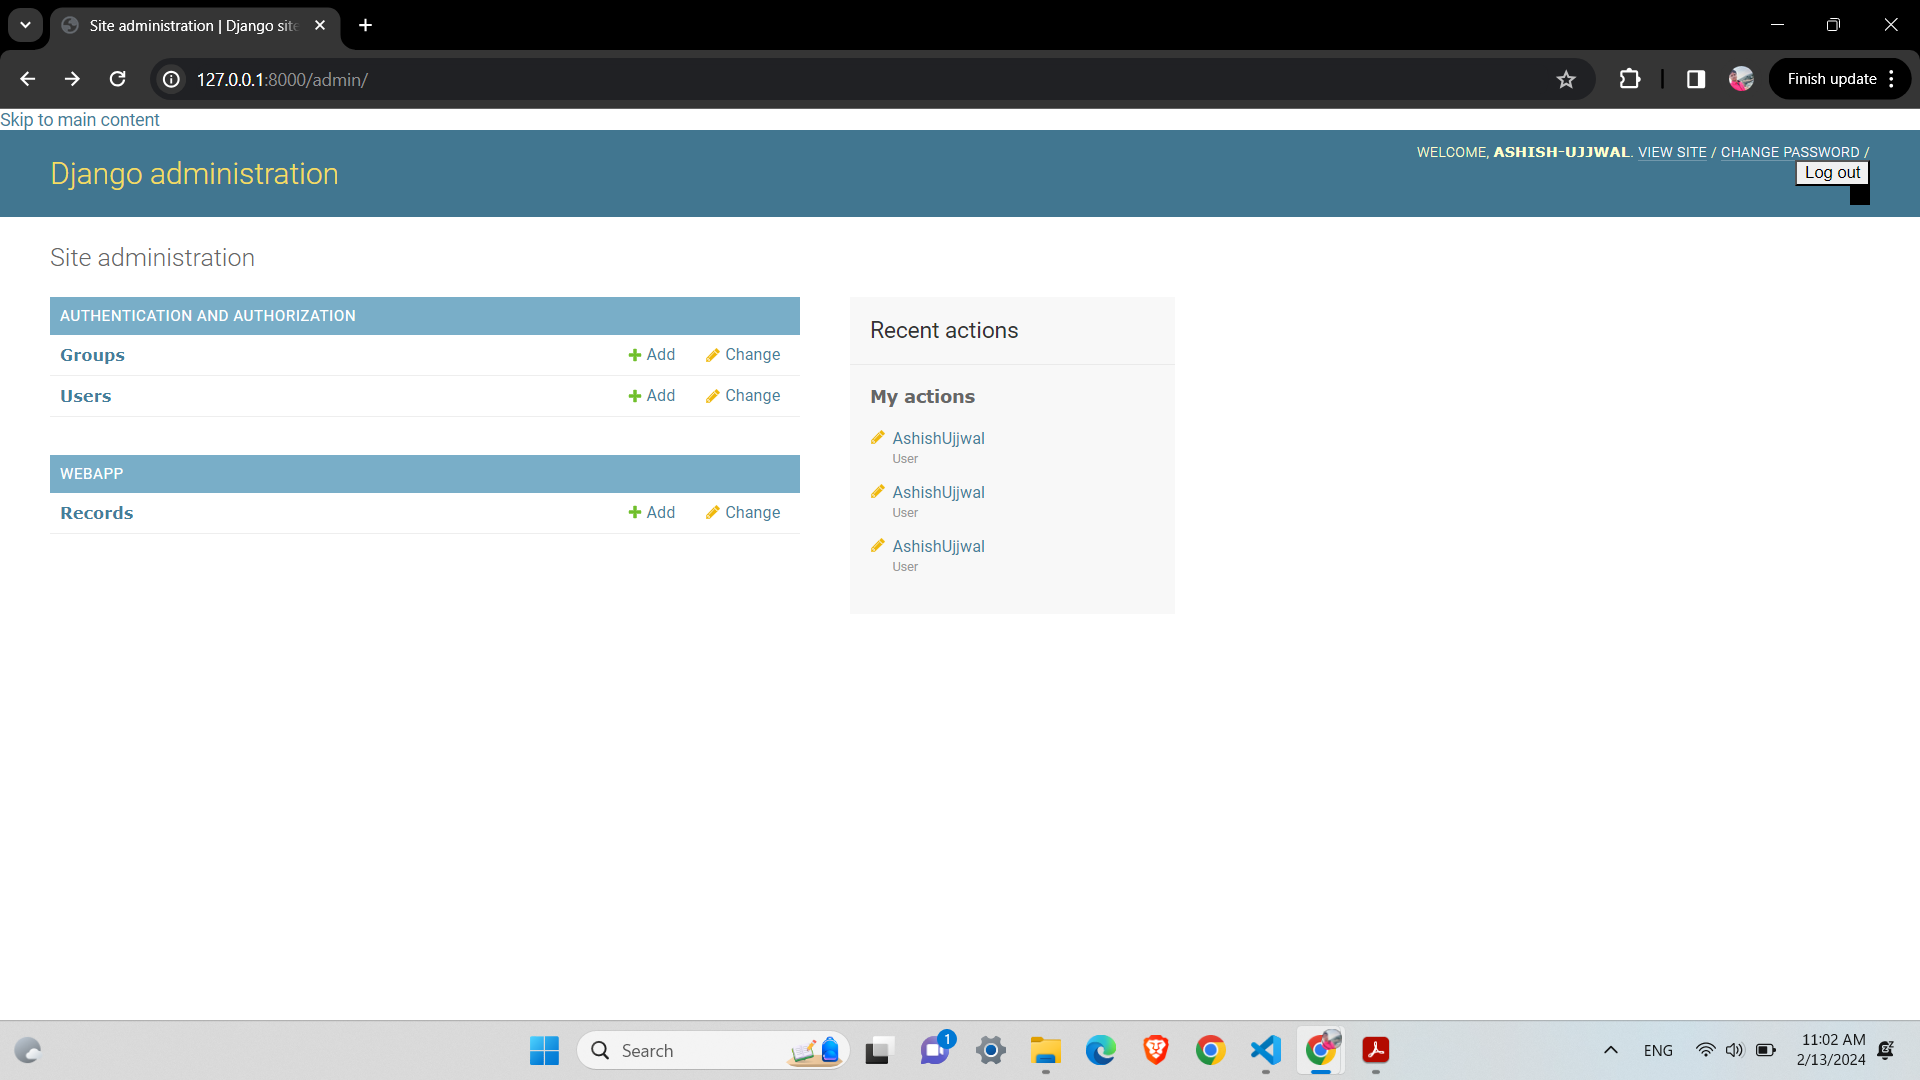 Site administration | Django site
127.0.0.1:8000/admin/
Finish update
Skip to main content
Django administration
WELCOME, ASHISH-UJJWAL. VIEW SITE / CHANGE PASSWORD /
Log out
Site administration
AUTHENTICATION AND AUTHORIZATION
Groups Add Change
Users Add Change
WEBAPP
Records Add Change
Recent actions
My actions
AshishUjjwal
User
AshishUjjwal
User
AshishUjjwal
User
Search
1
ENG
11:02 AM
2/13/2024